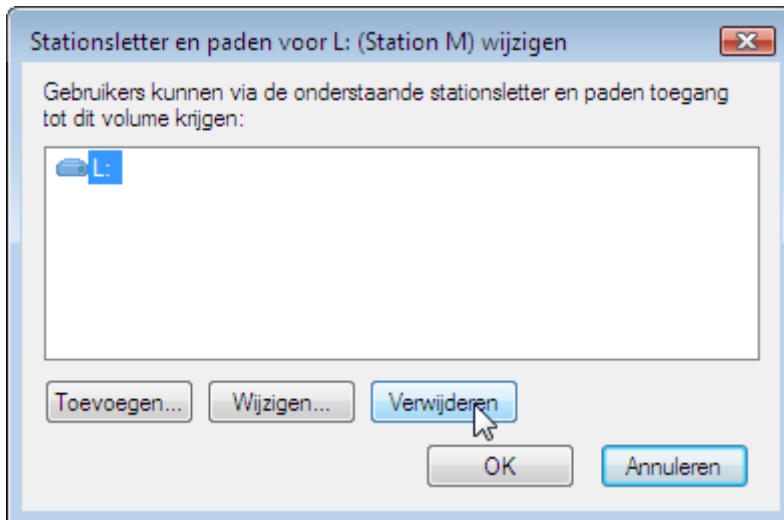 Stationsletter en paden voor L: (Station M) wijzigen
Gebruikers kunnen via de onderstaande stationsletter en paden toegang
tot dit volume krijgen:
L:
Toevoegen... Wijzigen... Verwijderen
OK Annuleren